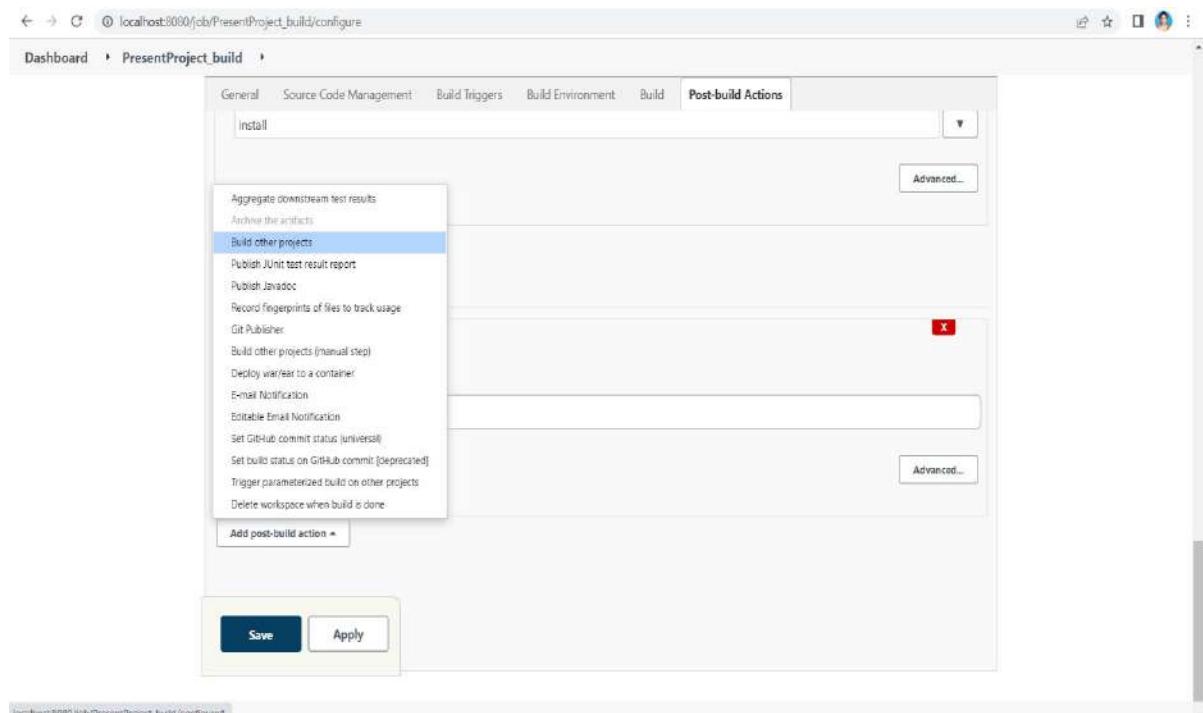 localhost:8080/job/PresentProject_build/configure
Dashboard PresentProject_build
General Source Code Management Build Triggers Build Environment Build Post-build Actions
install
Advanced...
Aggregate downstream test results
Archive the artifacts
Build other projects
Publish JUnit test result report
Publish Javadoc
Record fingerprints of files to track usage
Git Publisher
X
Build other projects (manual step)
Deploy war/ear to a container
E-mail Notification
Editable Email Notification
Set GitHub commit status (universal)
Set build status on GitHub commit [deprecated]
Advanced...
Trigger parameterized build on other projects
Delete workspace when build is done
Add post-build action
Save Apply